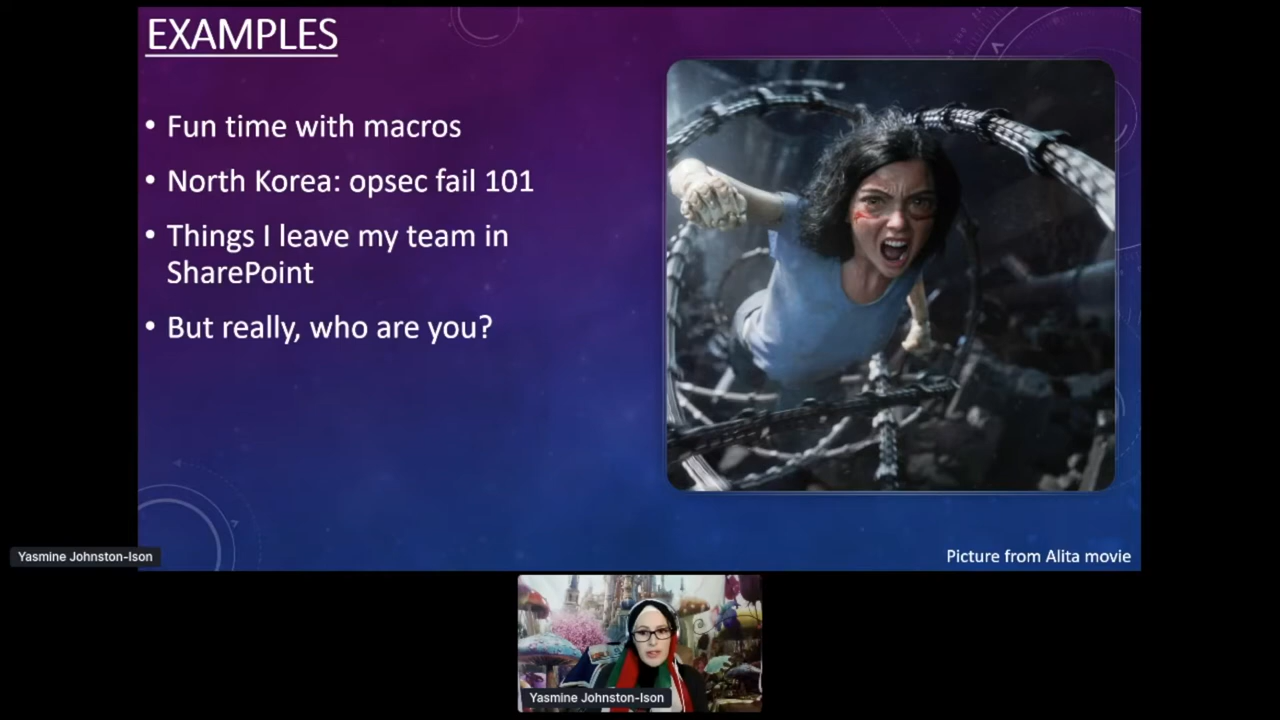 EXAMPLES
• Fun time with macros
• North Korea: opsec fail 101
• Things I leave my team in
SharePoint
• But really, who are you?
Picture from Alita movie
Yasmine Johnston-Ison
Yasmine Johnston-Ison